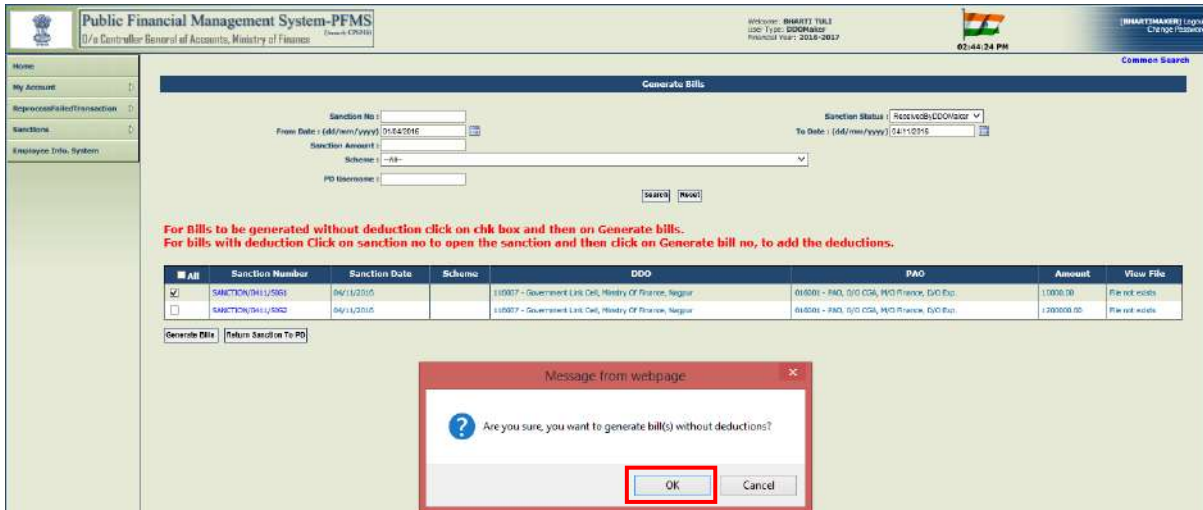 Public Financial Management System-PFMS
O/o Controller General of Accounts, Ministry of Finance
Welcome: BHARTI TULI
User Type: DDOMaker
Financial Year: 2016-2017
02:44:24 PM
[BHARTIMAKER] Logout
Change Password
Common Search
Home
My Account
ReprocessFailedTransaction
Sanctions
Employee Info. System
Generate Bills
Sanction No :
Sanction Status : ReceivedByDDOMaker
From Date : (dd/mm/yyyy) 01/04/2016
To Date : (dd/mm/yyyy) 04/11/2016
Sanction Amount :
Scheme : --All--
PD Username :
Search Reset
For Bills to be generated without deduction click on chk box and then on Generate bills.
For bills with deduction Click on sanction no to open the sanction and then click on Generate bill no, to add the deductions.
All Sanction Number Sanction Date Scheme DDO PAO Amount View File
SANCTION/0411/SIG1 04/11/2016 Government Link Cell, Ministry Of Finance, Nagpur 016001 - PAO, O/O CGA, M/O Finance, D/O Exp. 10000.00 File not exists
SANCTION/0411/SIG2 04/11/2016 Government Link Cell, Ministry Of Finance, Nagpur 016001 - PAO, O/O CGA, M/O Finance, D/O Exp. 1200000.00 File not exists
Generate Bills Return Sanction To PD
Message from webpage
Are you sure, you want to generate bill(s) without deductions?
OK Cancel